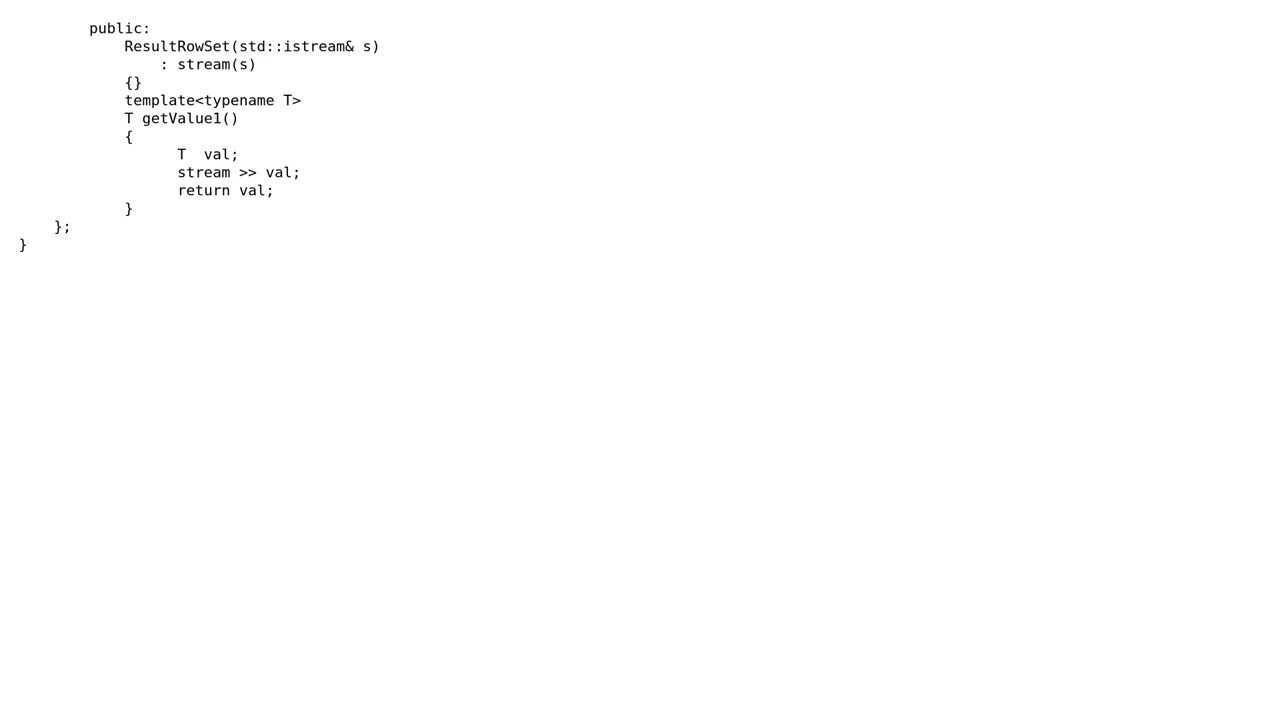 public:
            ResultRowSet(std::istream& s)
                : stream(s)
            {}
            template<typename T>
            T getValue1()
            {
                  T  val;
                  stream >> val;
                  return val;
            }
    };
}